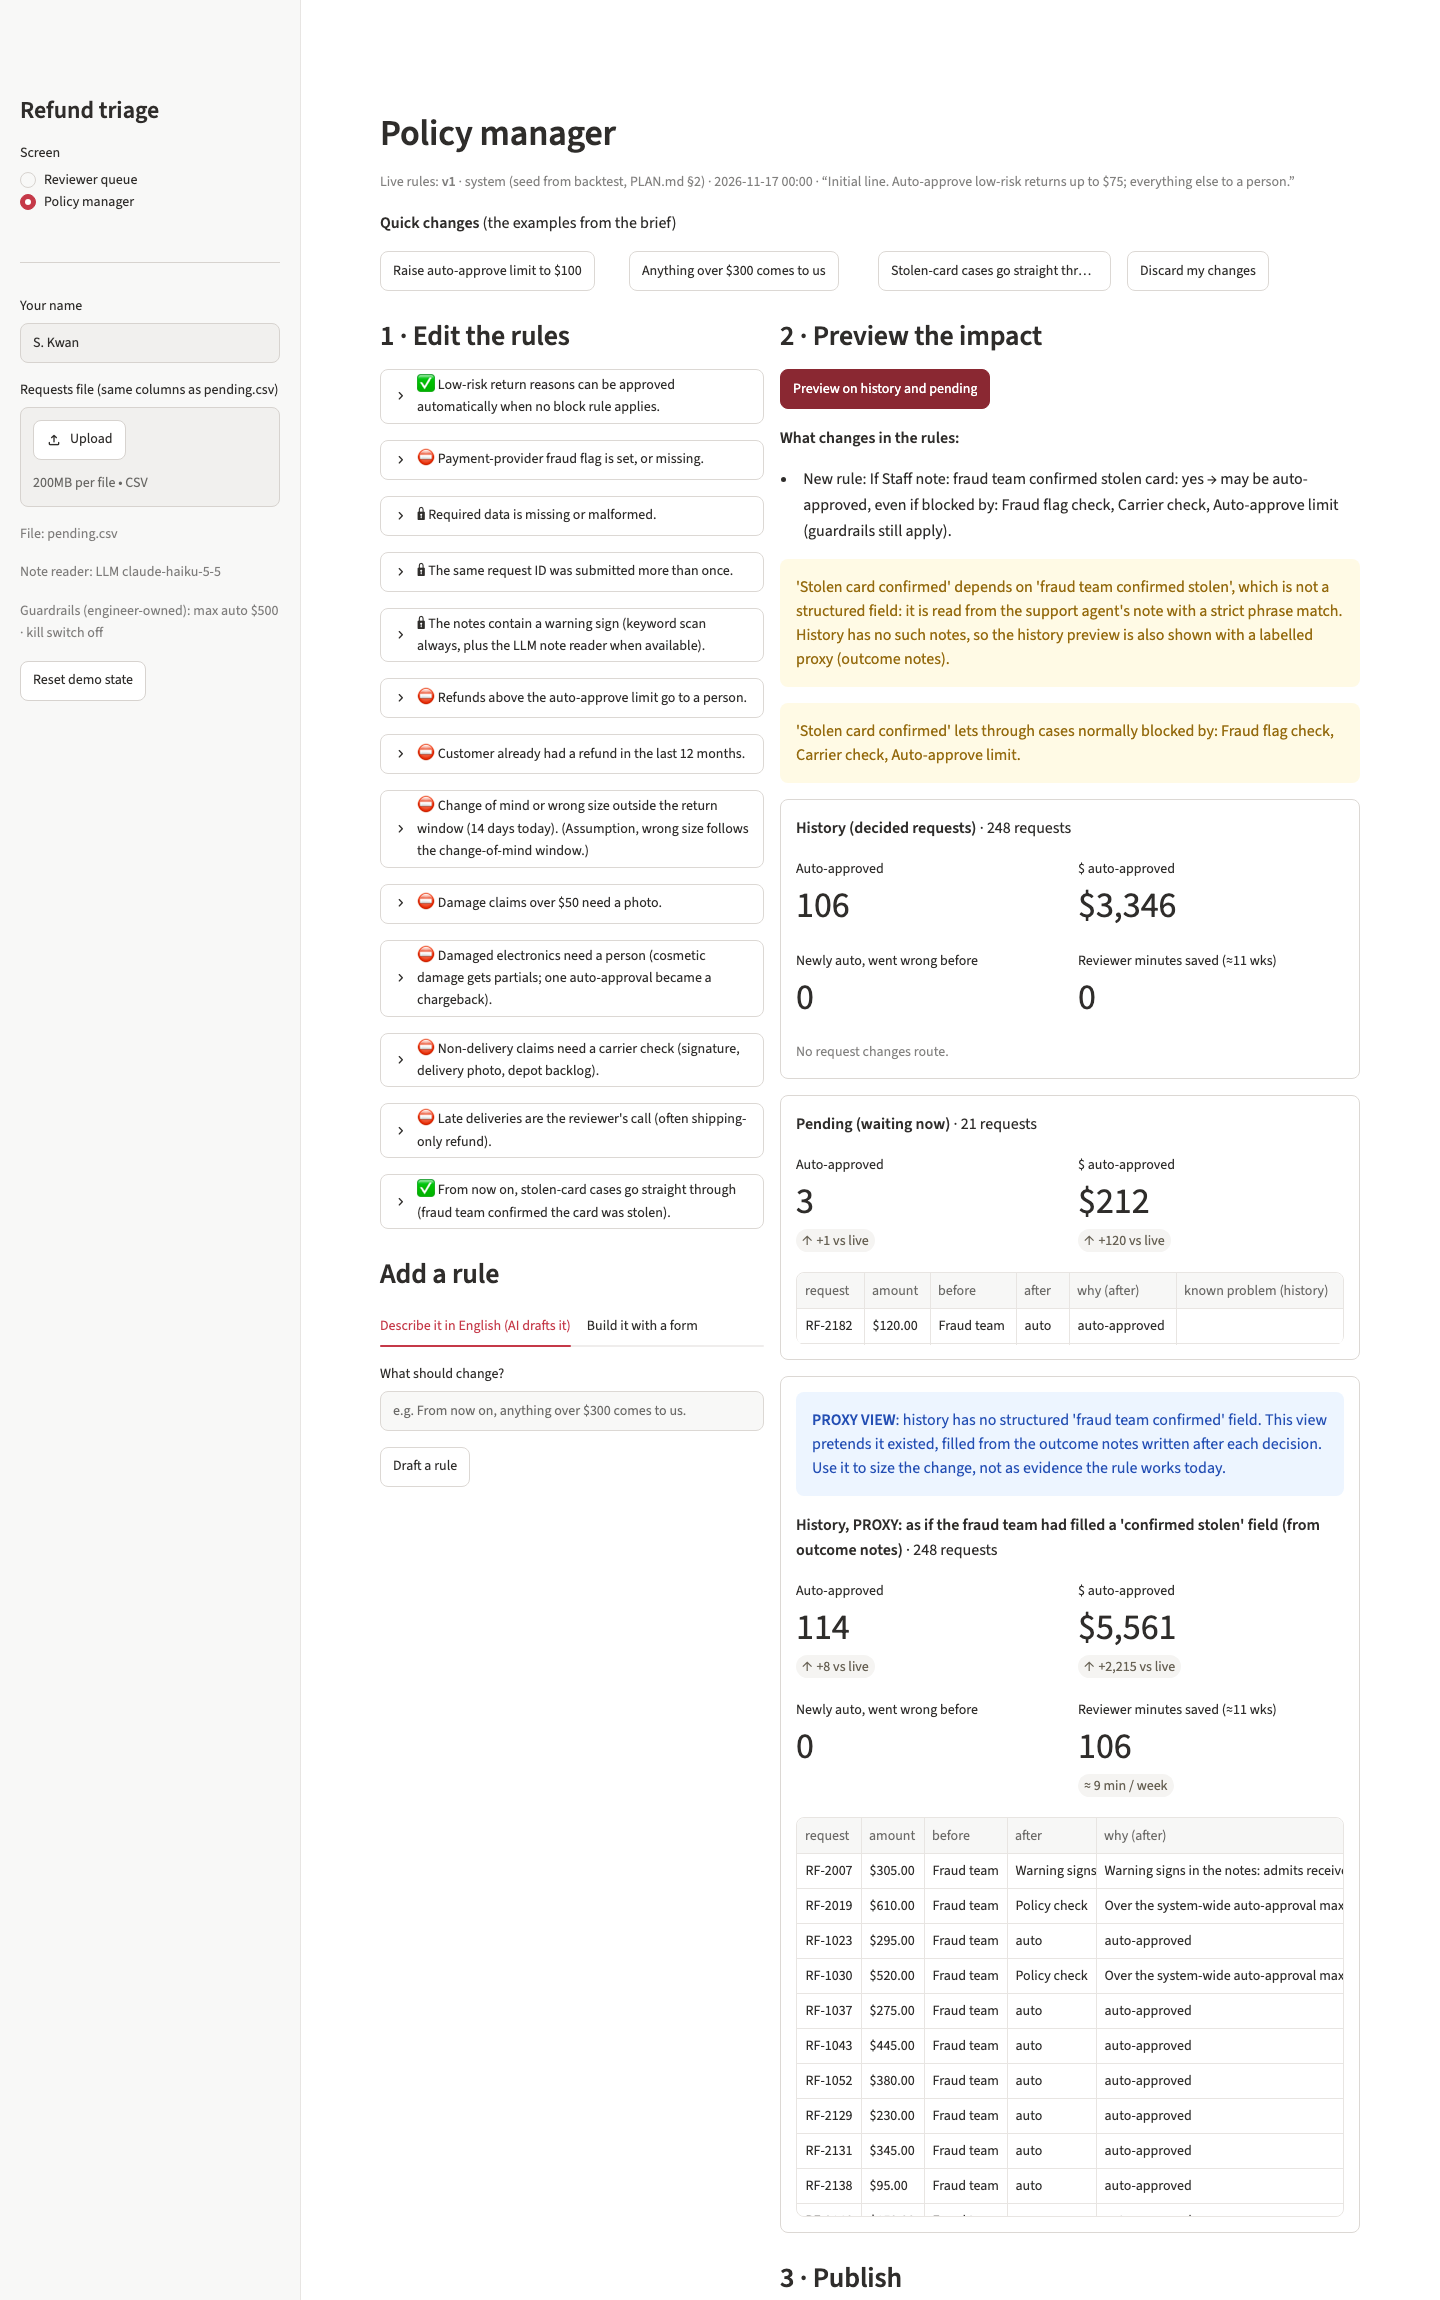 Refund triage
Screen
Reviewer queue
Policy manager
Your name
S. Kwan
Requests file (same columns as pending.csv)
Upload
200MB per file • CSV
File: pending.csv
Note reader: LLM claude-haiku-5-5
Guardrails (engineer-owned): max auto $500
· kill switch off
Reset demo state
Policy manager
Live rules: v1 · system (seed from backtest, PLAN.md §2) · 2026-11-17 00:00 · “Initial line. Auto-approve low-risk returns up to $75; everything else to a person.”
Quick changes (the examples from the brief)
Raise auto-approve limit to $100
Anything over $300 comes to us
Stolen-card cases go straight thr…
Discard my changes
1 · Edit the rules
Low-risk return reasons can be approved
automatically when no block rule applies.
Payment-provider fraud flag is set, or missing.
Required data is missing or malformed.
The same request ID was submitted more than once.
The notes contain a warning sign (keyword scan
always, plus the LLM note reader when available).
Refunds above the auto-approve limit go to a person.
Customer already had a refund in the last 12 months.
Change of mind or wrong size outside the return
window (14 days today). (Assumption, wrong size follows
the change-of-mind window.)
Damage claims over $50 need a photo.
Damaged electronics need a person (cosmetic
damage gets partials; one auto-approval became a
chargeback).
Non-delivery claims need a carrier check (signature,
delivery photo, depot backlog).
Late deliveries are the reviewer's call (often shipping-
only refund).
From now on, stolen-card cases go straight through
(fraud team confirmed the card was stolen).
Add a rule
Describe it in English (AI drafts it)
Build it with a form
What should change?
e.g. From now on, anything over $300 comes to us.
Draft a rule
2 · Preview the impact
Preview on history and pending
What changes in the rules:
• New rule: If Staff note: fraud team confirmed stolen card: yes → may be auto-
approved, even if blocked by: Fraud flag check, Carrier check, Auto-approve limit
(guardrails still apply).
'Stolen card confirmed' depends on 'fraud team confirmed stolen', which is not a
structured field: it is read from the support agent's note with a strict phrase match.
History has no such notes, so the history preview is also shown with a labelled
proxy (outcome notes).
'Stolen card confirmed' lets through cases normally blocked by: Fraud flag check,
Carrier check, Auto-approve limit.
History (decided requests) · 248 requests
Auto-approved
$ auto-approved
106
$3,346
Newly auto, went wrong before
Reviewer minutes saved (≈11 wks)
0
0
No request changes route.
Pending (waiting now) · 21 requests
Auto-approved
$ auto-approved
3
$212
↑ +1 vs live
↑ +120 vs live
request amount before after why (after) known problem (history)
RF-2182 $120.00 Fraud team auto auto-approved
PROXY VIEW: history has no structured 'fraud team confirmed' field. This view
pretends it existed, filled from the outcome notes written after each decision.
Use it to size the change, not as evidence the rule works today.
History, PROXY: as if the fraud team had filled a 'confirmed stolen' field (from
outcome notes) · 248 requests
Auto-approved
$ auto-approved
114
$5,561
↑ +8 vs live
↑ +2,215 vs live
Newly auto, went wrong before
Reviewer minutes saved (≈11 wks)
0
106
≈ 9 min / week
request amount before after why (after)
RF-2007 $305.00 Fraud team Warning signs Warning signs in the notes: admits receive
RF-2019 $610.00 Fraud team Policy check Over the system-wide auto-approval max
RF-1023 $295.00 Fraud team auto auto-approved
RF-1030 $520.00 Fraud team Policy check Over the system-wide auto-approval max
RF-1037 $275.00 Fraud team auto auto-approved
RF-1043 $445.00 Fraud team auto auto-approved
RF-1052 $380.00 Fraud team auto auto-approved
RF-2129 $230.00 Fraud team auto auto-approved
RF-2131 $345.00 Fraud team auto auto-approved
RF-2138 $95.00 Fraud team auto auto-approved
3 · Publish